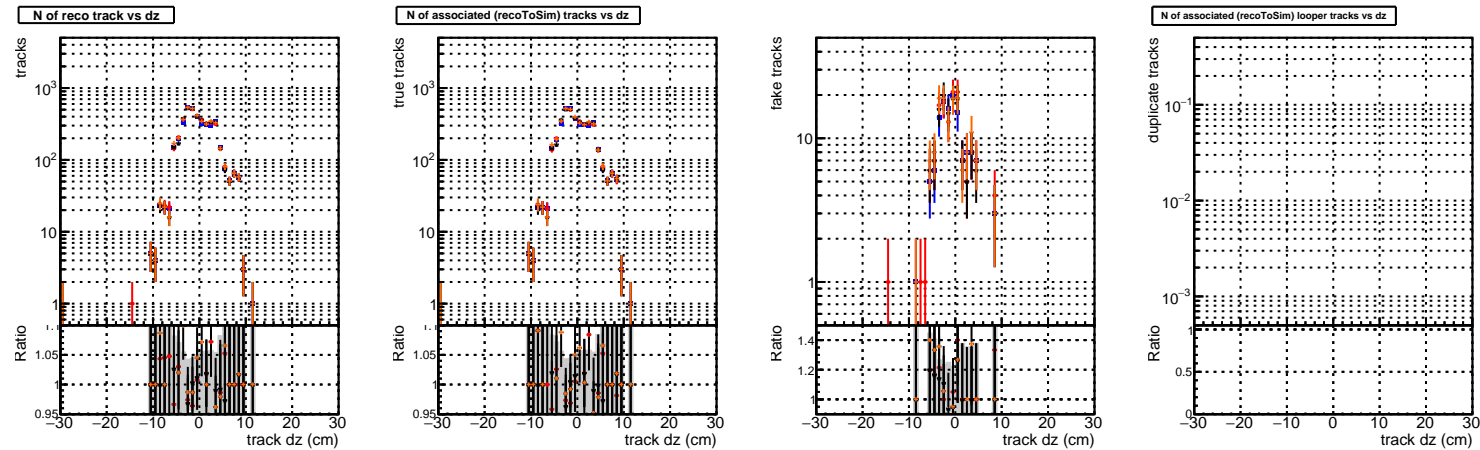 N of reco track vs dz
tracks
10³
10²
10
1
Ratio
1.
1.05
1
0.95
−30 −20 −10 0 10 20 30
track dz (cm)
N of associated (recoToSim) tracks vs dz
true tracks
10³
10²
10
1
Ratio
1.
1.05
1
0.95
−30 −20 −10 0 10 20 30
track dz (cm)
fake tracks
10
1
Ratio
1.4
1.2
1
−30 −20 −10 0 10 20 30
track dz (cm)
N of associated (recoToSim) looper tracks vs dz
duplicate tracks
10⁻¹
10⁻²
10⁻³
Ratio
1
0.5
0
−30 −20 −10 0 10 20 30
track dz (cm)